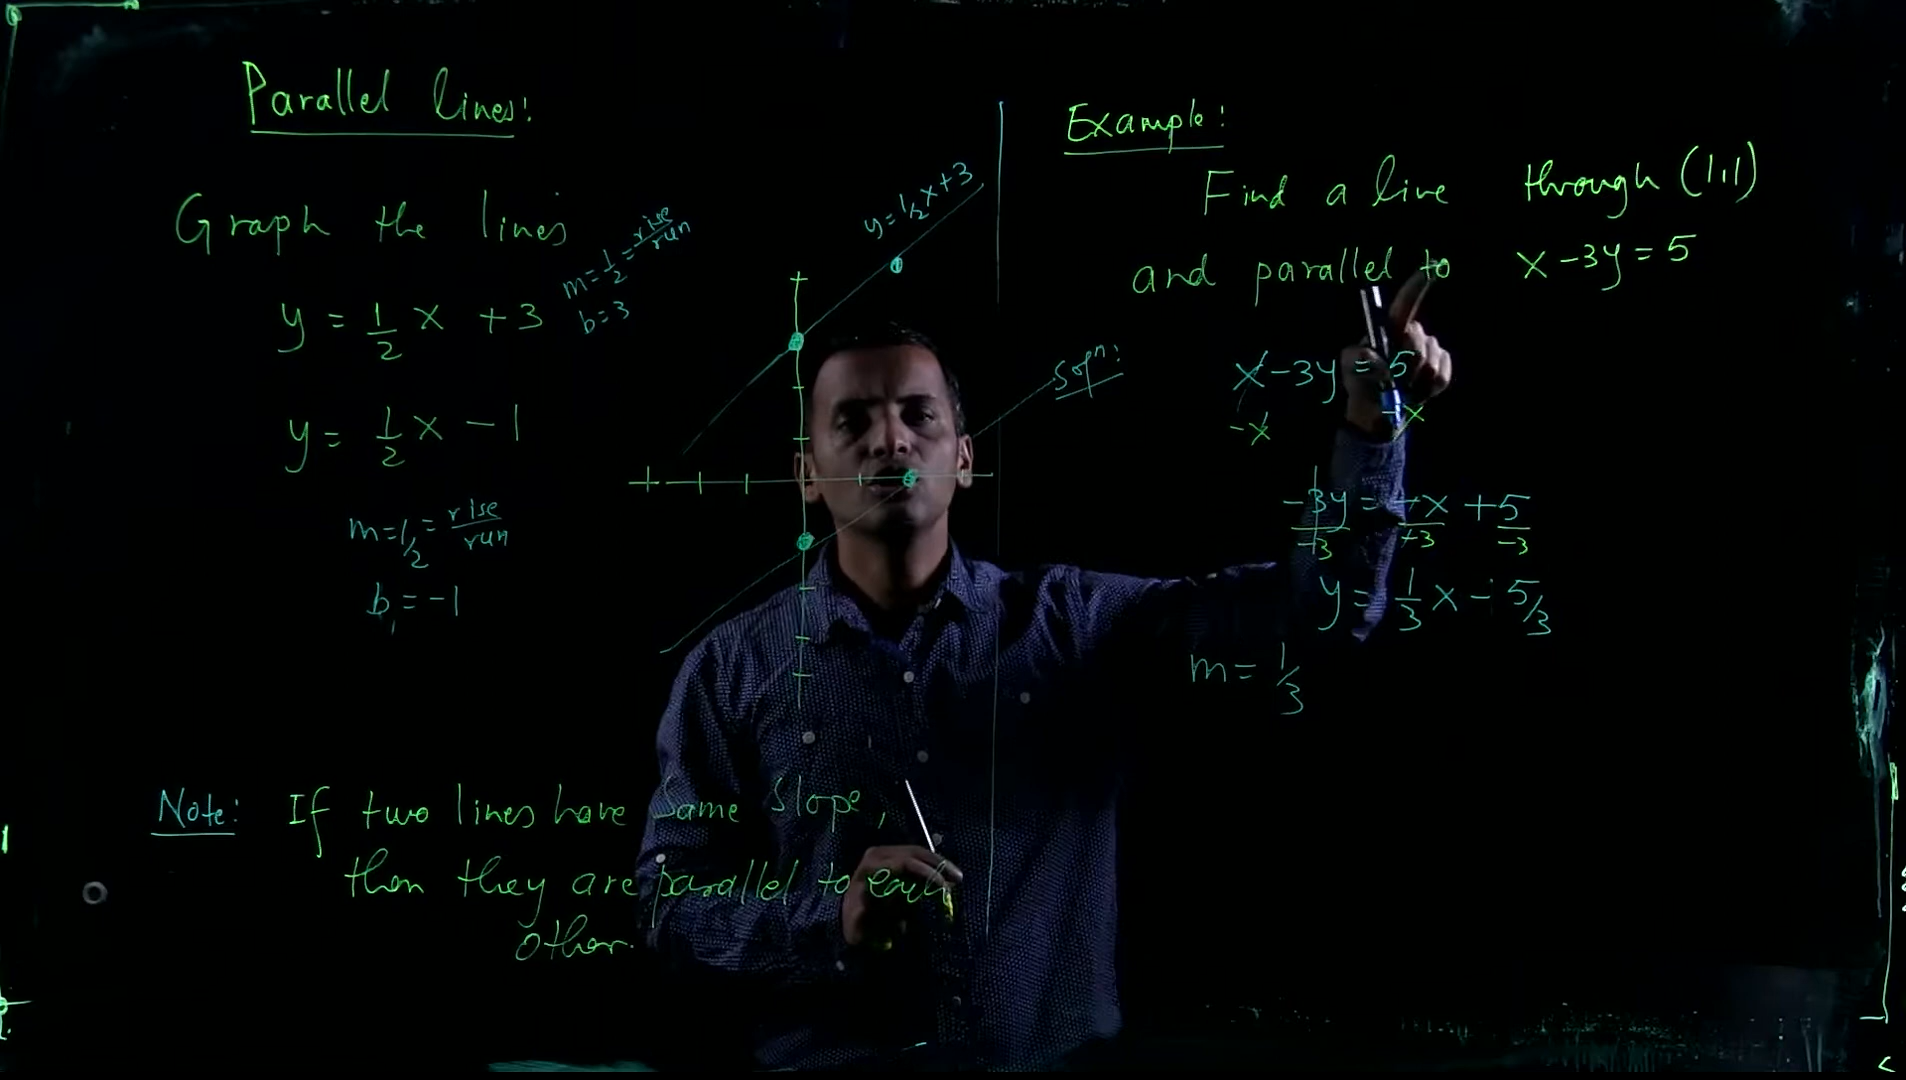 Parallel lines:
Graph the lines
y = 1/2 x + 3
m = 1/2 = rise/run
b = 3
y = 1/2 x - 1
m = 1/2 = rise/run
b = -1
y = 1/2 x + 3
Note: If two lines have same slope,
then they are parallel to each
other.
Example:
Find a line through (1,1)
and parallel to x - 3y = 5
Solⁿ:
x - 3y = 5
-x -x
-3y/-3 = -x/-3 + 5/-3
y = 1/3 x - 5/3
m = 1/3